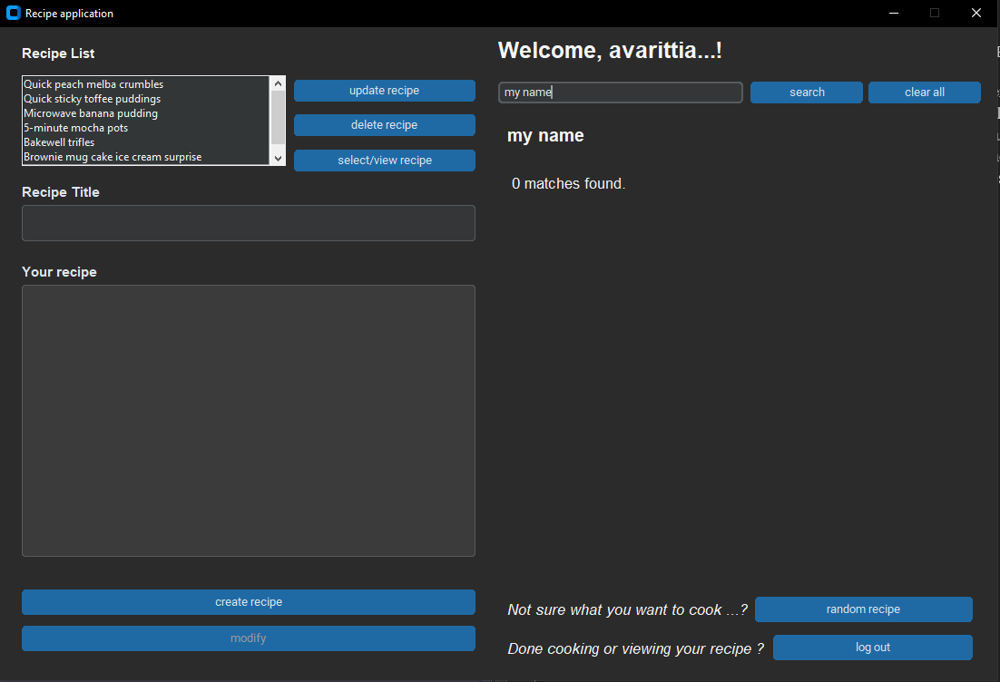 Recipe application
Recipe List
Quick peach melba crumbles
Quick sticky toffee puddings
Microwave banana pudding
5-minute mocha pots
Bakewell trifles
Brownie mug cake ice cream surprise
update recipe
delete recipe
select/view recipe
Recipe Title
Your recipe
create recipe
modify
Welcome, avarittia...!
my name
search
clear all
my name
0 matches found.
Not sure what you want to cook ...?
random recipe
Done cooking or viewing your recipe ?
log out